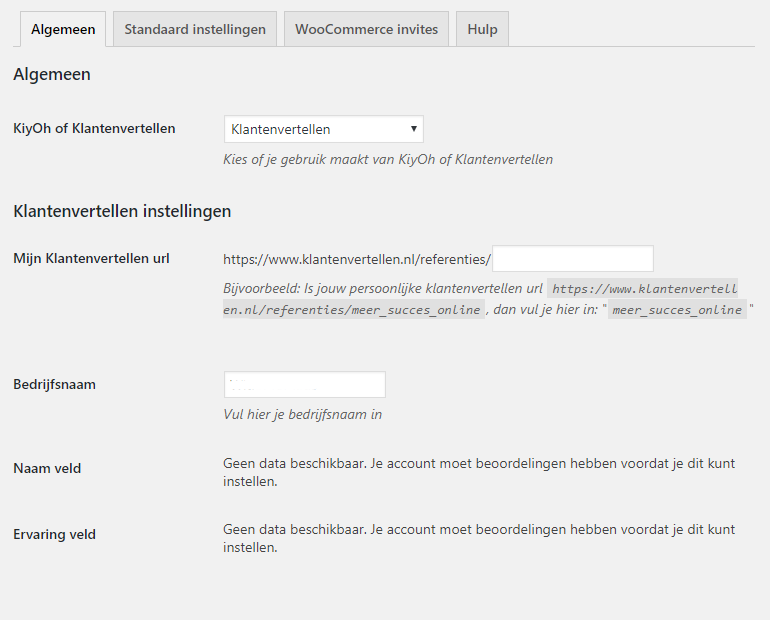 Algemeen
Standaard instellingen
WooCommerce invites
Hulp
Algemeen
KiyOh of Klantenvertellen
Klantenvertellen
Kies of je gebruik maakt van KiyOh of Klantenvertellen
Klantenvertellen instellingen
Mijn Klantenvertellen url
https://www.klantenvertellen.nl/referenties/
Bijvoorbeeld: Is jouw persoonlijke klantenvertellen url https://www.klantenvertell
en.nl/referenties/meer_succes_online , dan vul je hier in: " meer_succes_online "
Bedrijfsnaam
Vul hier je bedrijfsnaam in
Naam veld
Geen data beschikbaar. Je account moet beoordelingen hebben voordat je dit kunt
instellen.
Ervaring veld
Geen data beschikbaar. Je account moet beoordelingen hebben voordat je dit kunt
instellen.